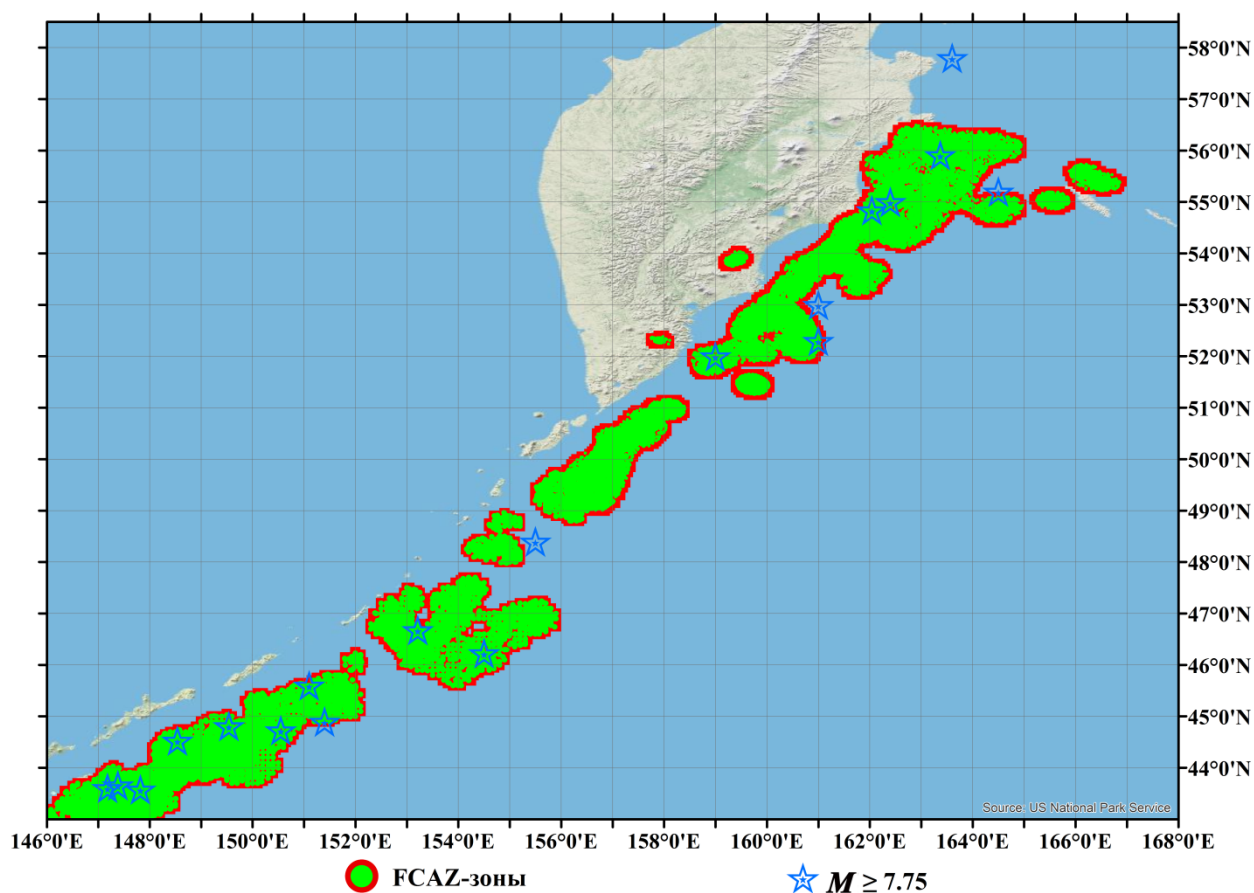 58°0'N
57°0'N
56°0'N
55°0'N
54°0'N
53°0'N
52°0'N
51°0'N
50°0'N
49°0'N
48°0'N
47°0'N
46°0'N
45°0'N
44°0'N
Source: US National Park Service
146°0'E 148°0'E 150°0'E 152°0'E 154°0'E 156°0'E 158°0'E 160°0'E 162°0'E 164°0'E 166°0'E 168°0'E
FCAZ-зоны M ≥ 7.75